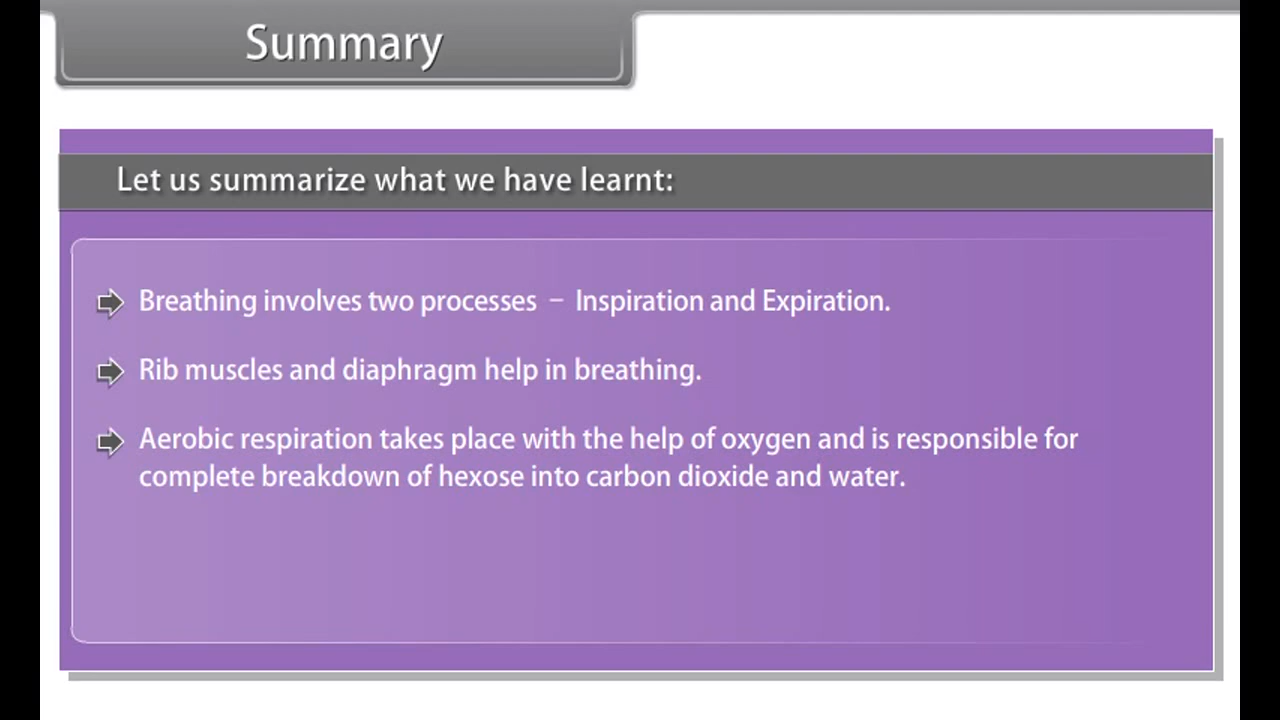 Summary
Let us summarize what we have learnt:
Breathing involves two processes – Inspiration and Expiration.
Rib muscles and diaphragm help in breathing.
Aerobic respiration takes place with the help of oxygen and is responsible for
complete breakdown of hexose into carbon dioxide and water.